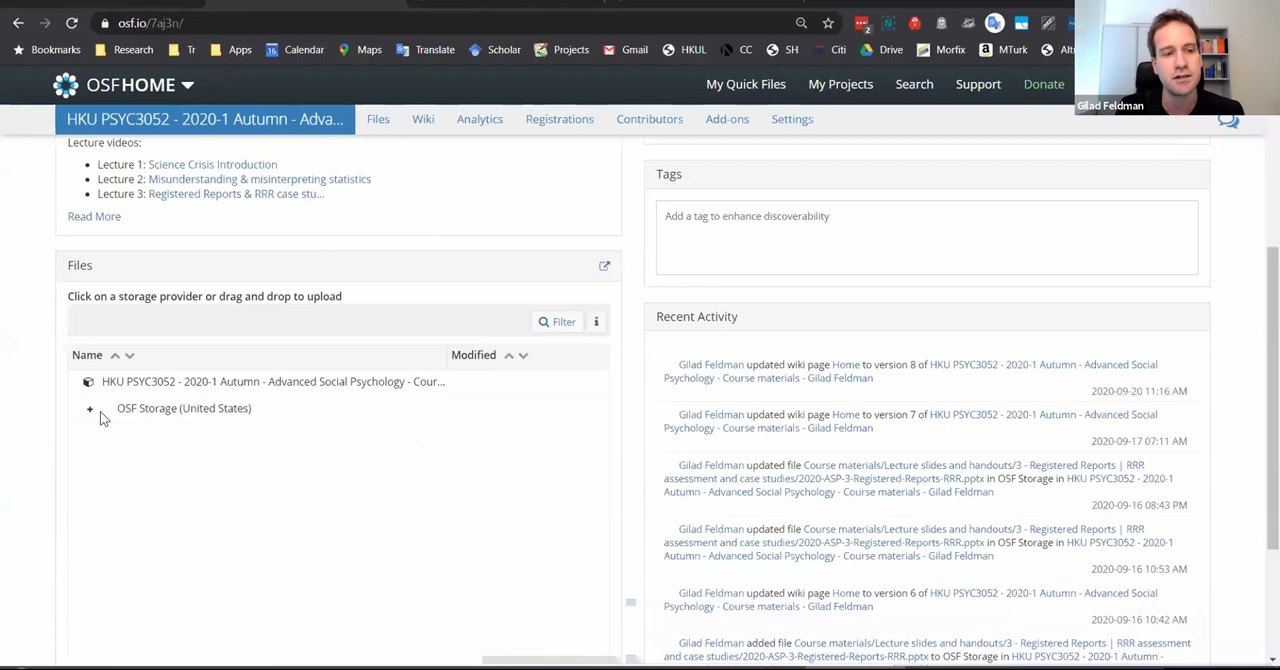 osf.io/7aj3n/
2
Bookmarks Research Tr Apps 16 Calendar Maps Translate Scholar Projects Gmail HKUL CC SH Citi Drive Morfix a MTurk
Gilad Feldman
OSFHOME My Quick Files My Projects Search Support Donate
HKU PSYC3052 - 2020-1 Autumn - Adva... Files Wiki Analytics Registrations Contributors Add-ons Settings
Lecture videos:
Lecture 1: Science Crisis Introduction
Lecture 2: Misunderstanding & misinterpreting statistics
Lecture 3: Registered Reports & RRR case stu...
Read More
Files
Click on a storage provider or drag and drop to upload
Filter i
Name Modified
HKU PSYC3052 - 2020-1 Autumn - Advanced Social Psychology - Cour...
+ OSF Storage (United States)
Tags
Add a tag to enhance discoverability
Recent Activity
Gilad Feldman updated wiki page Home to version 8 of HKU PSYC3052 - 2020-1 Autumn - Advanced Social
Psychology - Course materials - Gilad Feldman
2020-09-20 11:16 AM
Gilad Feldman updated wiki page Home to version 7 of HKU PSYC3052 - 2020-1 Autumn - Advanced Social
Psychology - Course materials - Gilad Feldman
2020-09-17 07:11 AM
Gilad Feldman updated file Course materials/Lecture slides and handouts/3 - Registered Reports | RRR
assessment and case studies/2020-ASP-3-Registered-Reports-RRR.pptx in OSF Storage in HKU PSYC3052 - 2020-1
Autumn - Advanced Social Psychology - Course materials - Gilad Feldman
2020-09-16 08:43 PM
Gilad Feldman updated file Course materials/Lecture slides and handouts/3 - Registered Reports | RRR
assessment and case studies/2020-ASP-3-Registered-Reports-RRR.pptx in OSF Storage in HKU PSYC3052 - 2020-1
Autumn - Advanced Social Psychology - Course materials - Gilad Feldman
2020-09-16 10:53 AM
Gilad Feldman updated wiki page Home to version 6 of HKU PSYC3052 - 2020-1 Autumn - Advanced Social
Psychology - Course materials - Gilad Feldman
2020-09-16 10:42 AM
Gilad Feldman added file Course materials/Lecture slides and handouts/3 - Registered Reports | RRR assessment
and case studies/2020-ASP-3-Registered-Reports-RRR.pptx to OSF Storage in HKU PSYC3052 - 2020-1 Autumn -